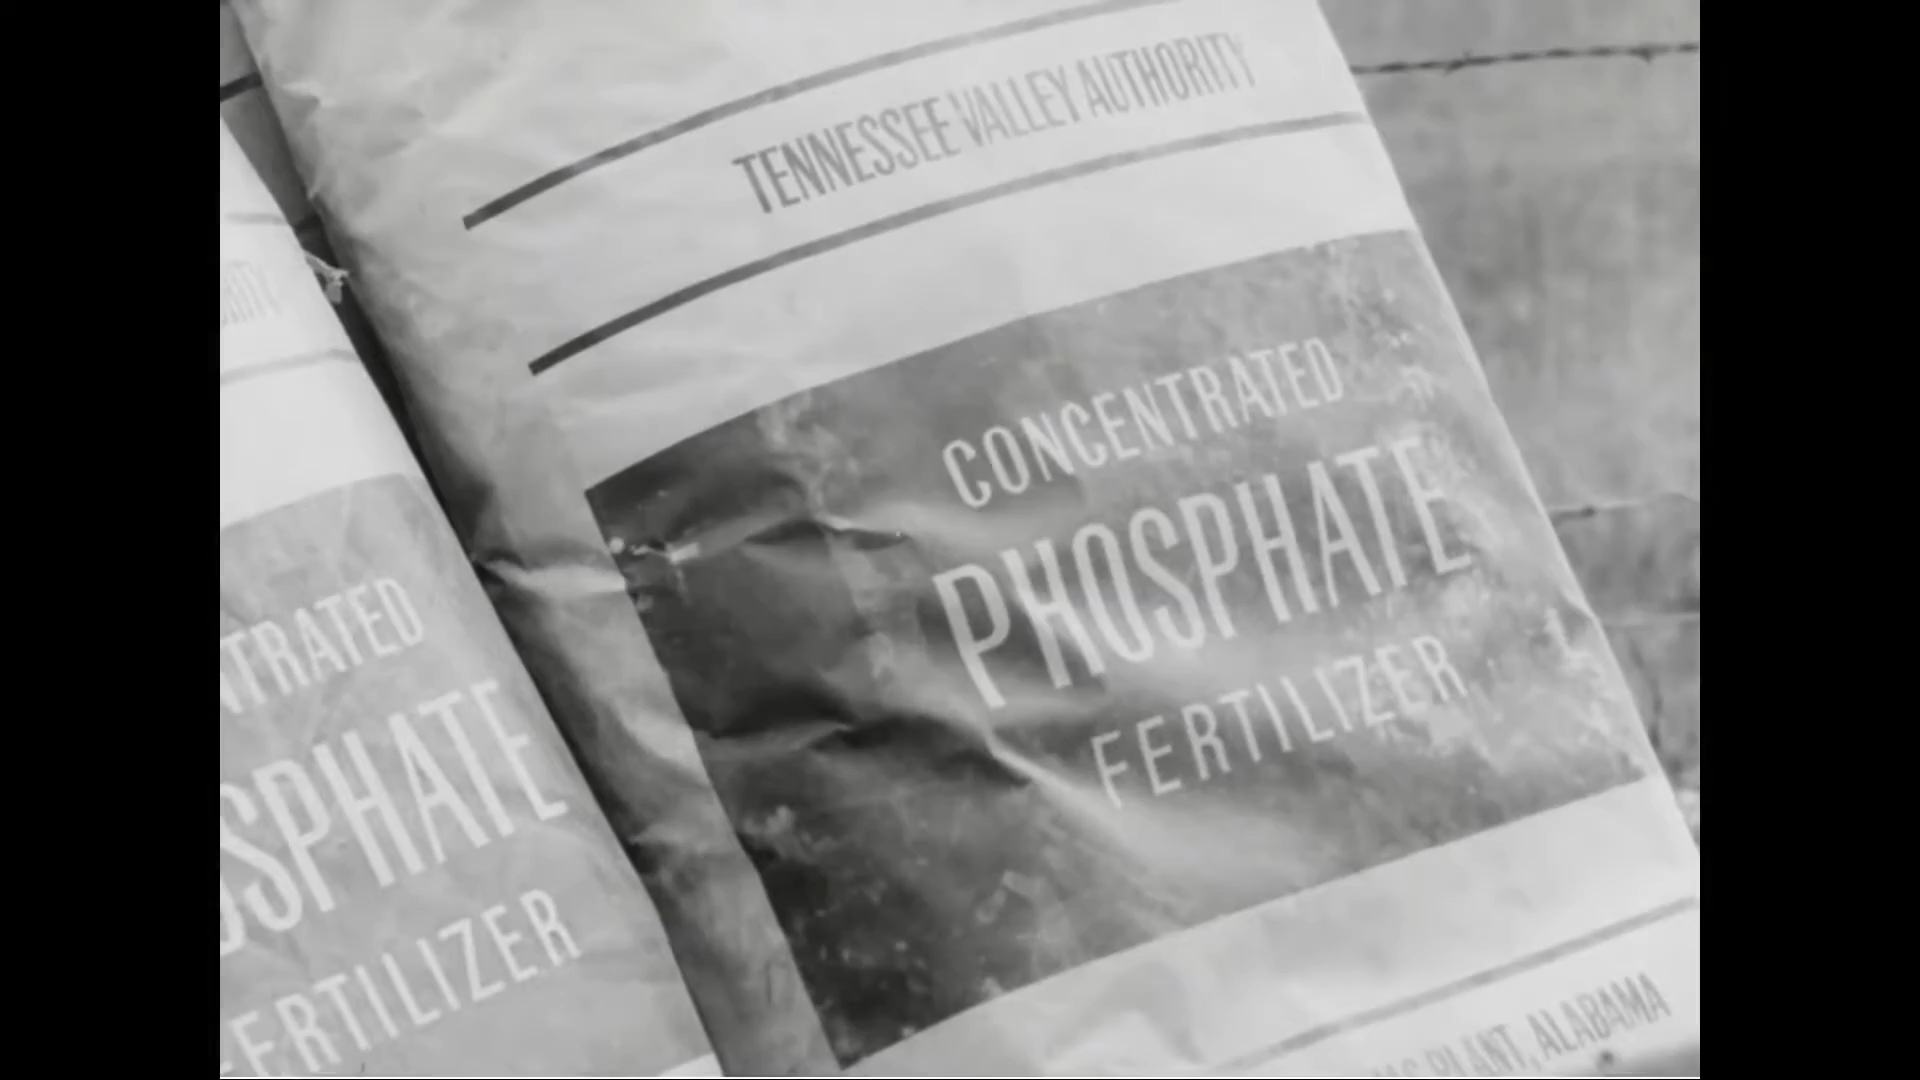 TENNESSEE VALLEY AUTHORITY
CONCENTRATED
PHOSPHATE
FERTILIZER
PLANT, ALABAMA
TRATED
SPHATE
FERTILIZER